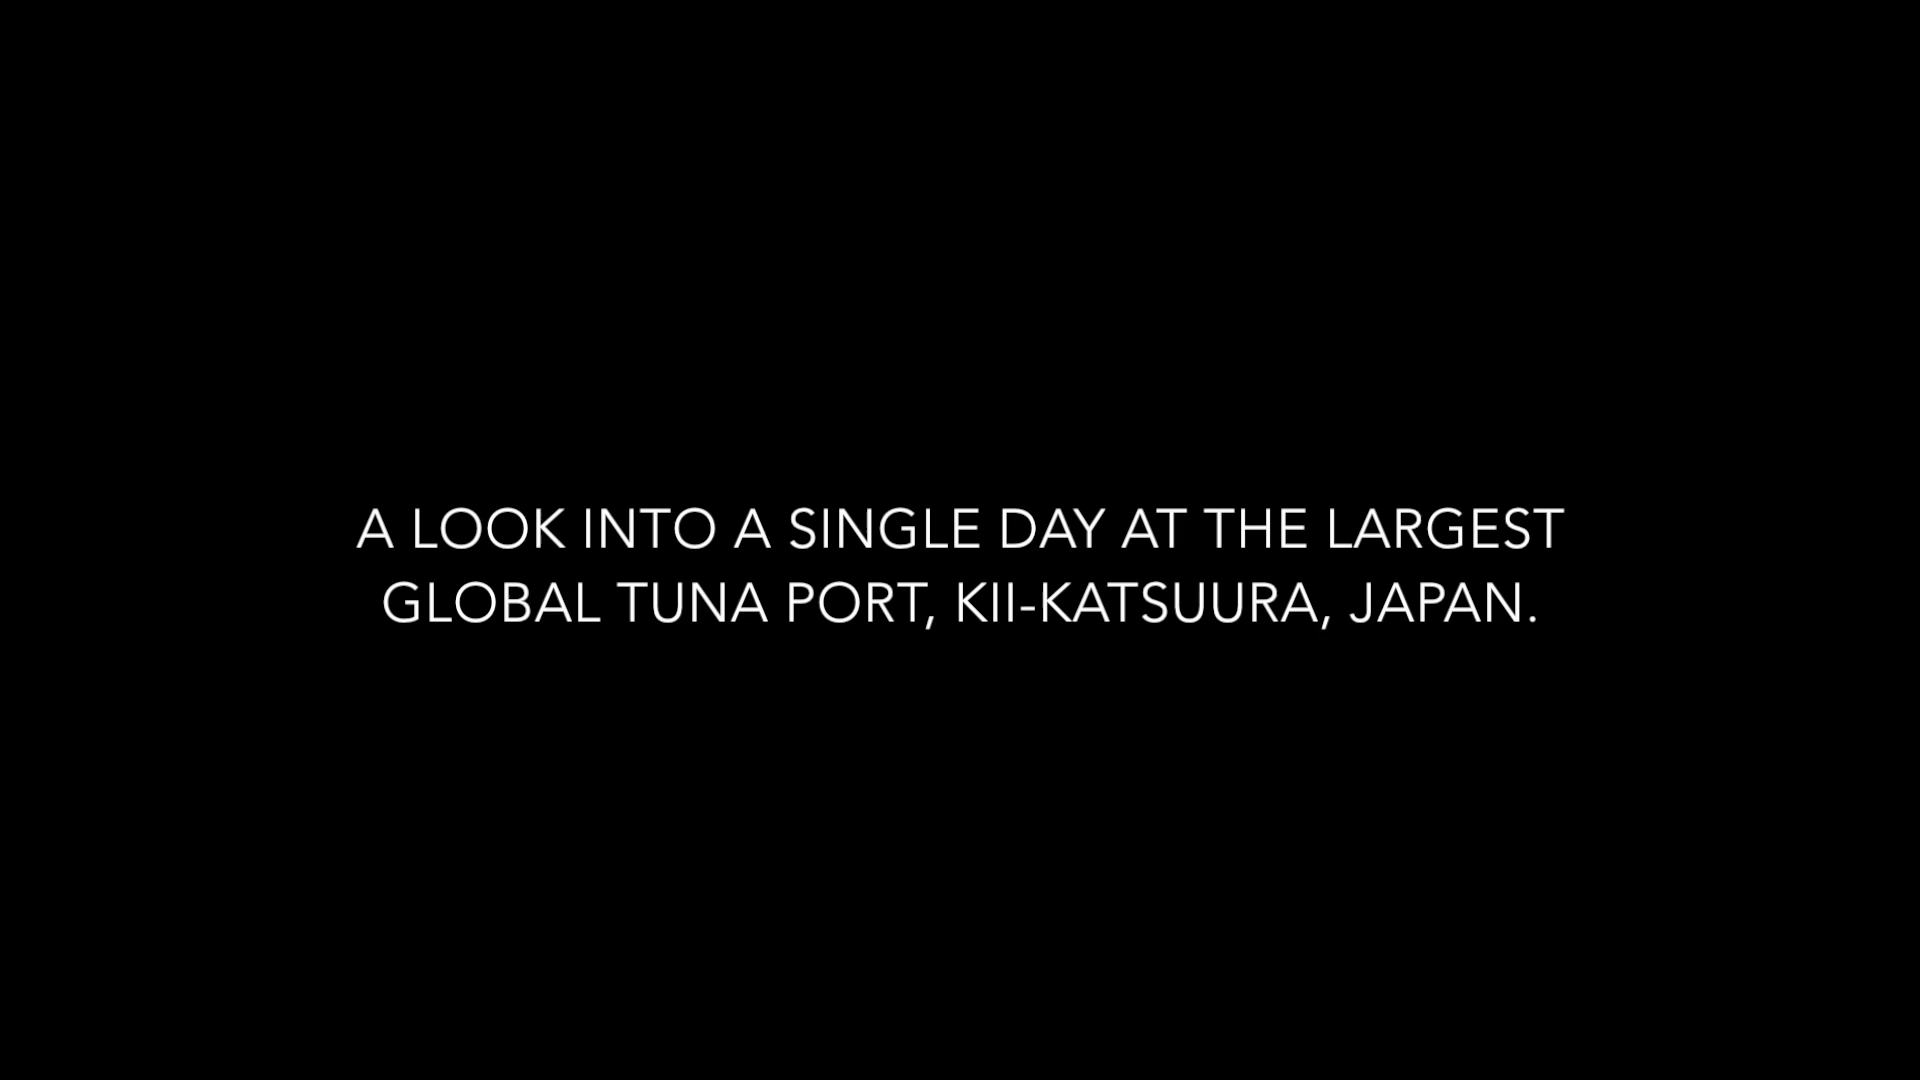 A LOOK INTO A SINGLE DAY AT THE LARGEST
GLOBAL TUNA PORT, KII-KATSUURA, JAPAN.